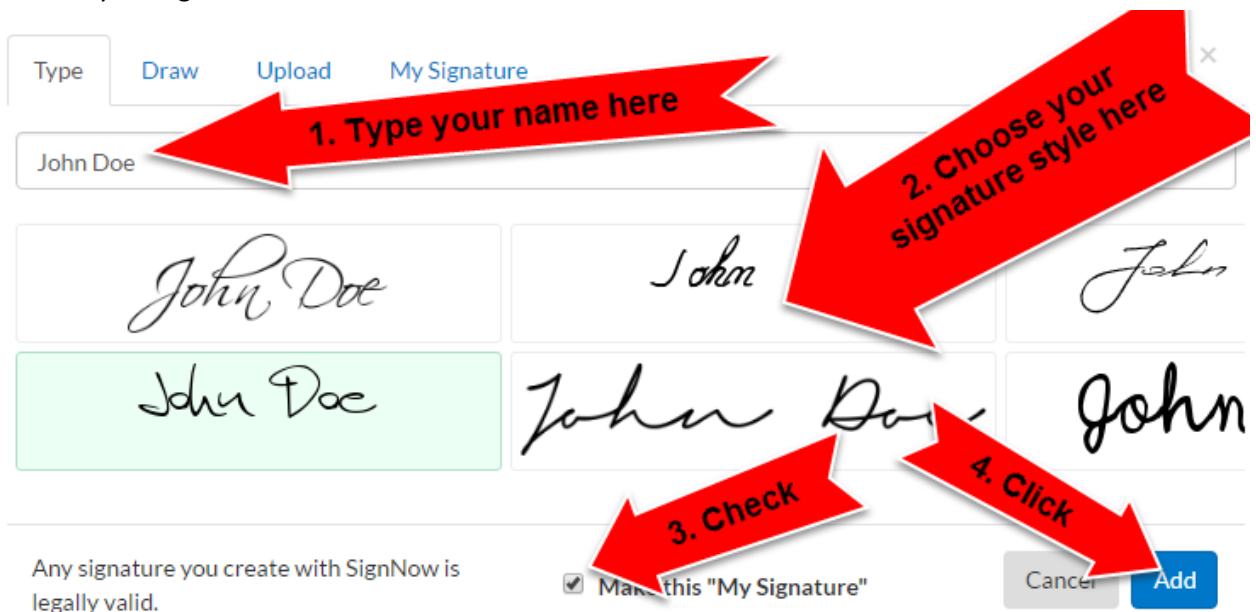 Type Draw Upload My Signature ×
1. Type your name here
2. Choose your
signature style here
John Doe
John Doe
John
John
John Doe
John Doe
John
3. Check
4. Click
Any signature you create with SignNow is
legally valid.
Make this "My Signature"
Cancel Add